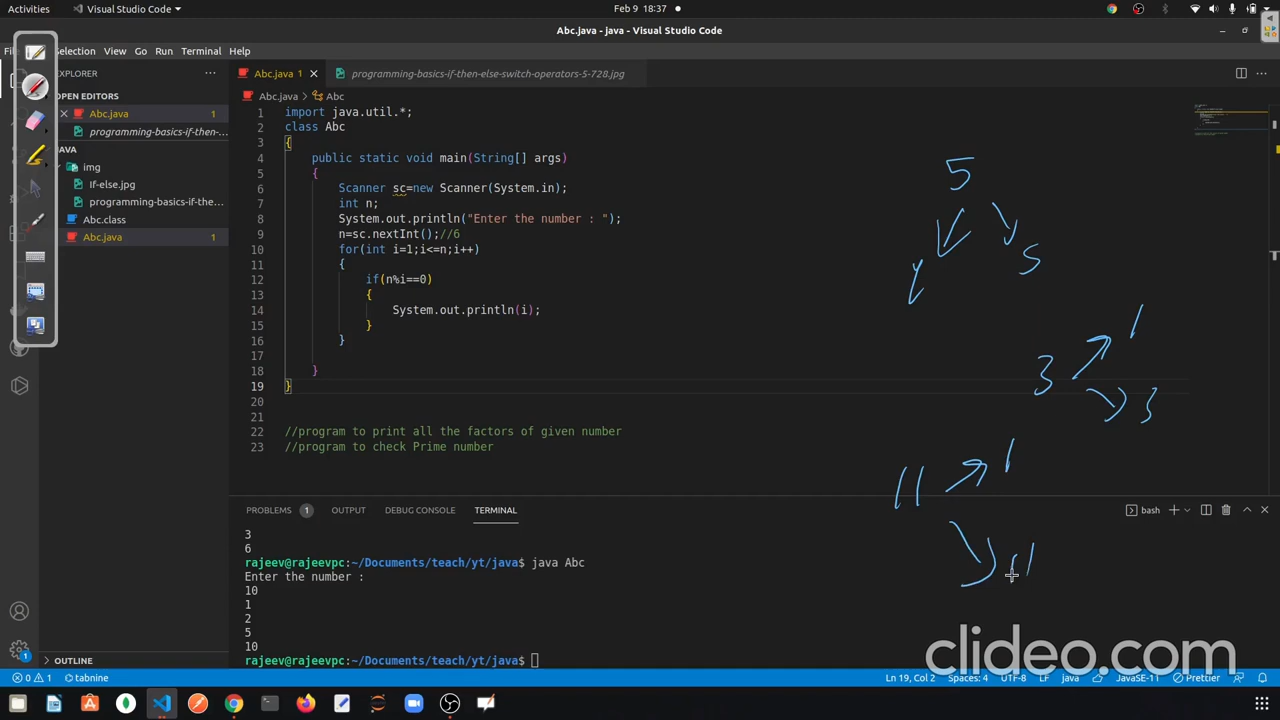 Activities
Visual Studio Code
Feb 9 18:37
Abc.java - java - Visual Studio Code
Selection View Go Run Terminal Help
EXPLORER
Abc.java 1
programming-basics-if-then-else-switch-operators-5-728.jpg
OPEN EDITORS
Abc.java > Abc
Abc.java 1
programming-basics-if-then-...
JAVA
img
If-else.jpg
programming-basics-if-the...
Abc.class
Abc.java 1
1 import java.util.*;
2 class Abc
3 {
4 public static void main(String[] args)
5 {
6 Scanner sc=new Scanner(System.in);
7 int n;
8 System.out.println("Enter the number : ");
9 n=sc.nextInt();//6
10 for(int i=1;i<=n;i++)
11 {
12 if(n%i==0)
13 {
14 System.out.println(i);
15 }
16 }
17
18 }
19 }
20
21
22 //program to print all the factors of given number
23 //program to check Prime number
5
5
1
3
3
1
11
11
PROBLEMS 1 OUTPUT DEBUG CONSOLE TERMINAL
bash
3
6
rajeev@rajeevpc:~/Documents/teach/yt/java$ java Abc
Enter the number :
10
1
2
5
10
rajeev@rajeevpc:~/Documents/teach/yt/java$
OUTLINE
clideo.com
0 1 tabnine
Ln 19, Col 2 Spaces: 4 UTF-8 LF java JavaSE-11 Prettier
1